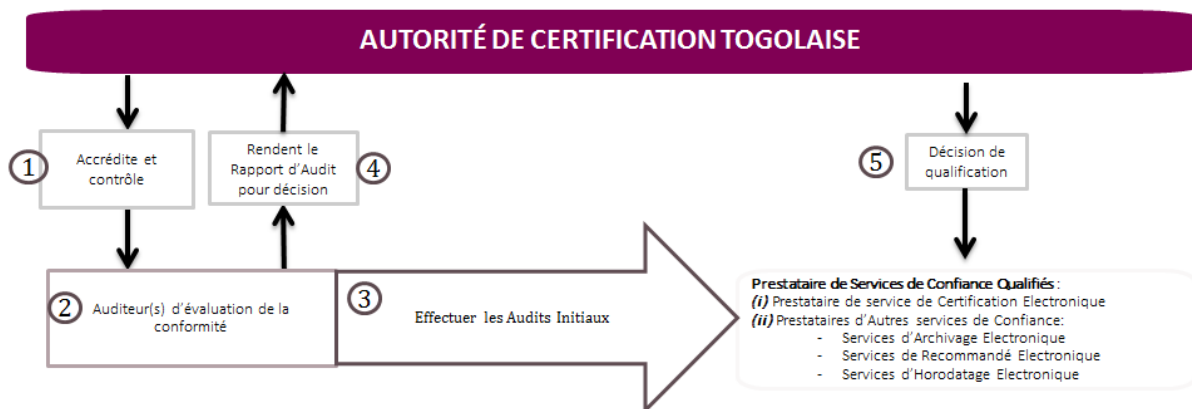 AUTORITÉ DE CERTIFICATION TOGOLAISE
1
Accrédite et
contrôle
Rendent le
Rapport d'Audit
pour décision
4
5
Décision de
qualification
2
Auditeur(s) d'évaluation de la
conformité
3
Effectuer les Audits Initiaux
Prestataire de Services de Confiance Qualifiés :
(i) Prestataire de service de Certification Electronique
(ii) Prestataires d'Autres services de Confiance:
- Services d'Archivage Electronique
- Services de Recommandé Electronique
- Services d'Horodatage Electronique